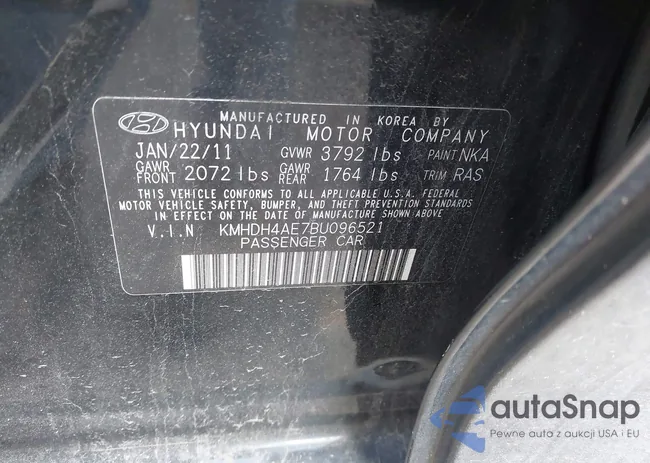 MANUFACTURED IN KOREA BY
HYUNDAI MOTOR COMPANY
JAN/22/11 GVWR 3792 lbs PAINT NKA
GAWR FRONT 2072 lbs GAWR REAR 1764 lbs TRIM RAS
THIS VEHICLE CONFORMS TO ALL APPLICABLE U.S.A. FEDERAL
MOTOR VEHICLE SAFETY, BUMPER, AND THEFT PREVENTION STANDARDS
IN EFFECT ON THE DATE OF MANUFACTURE SHOWN ABOVE.
V.I.N KMHDH4AE7BU096521
PASSENGER CAR
autaSnap
Pewne auta z aukcji USA i EU